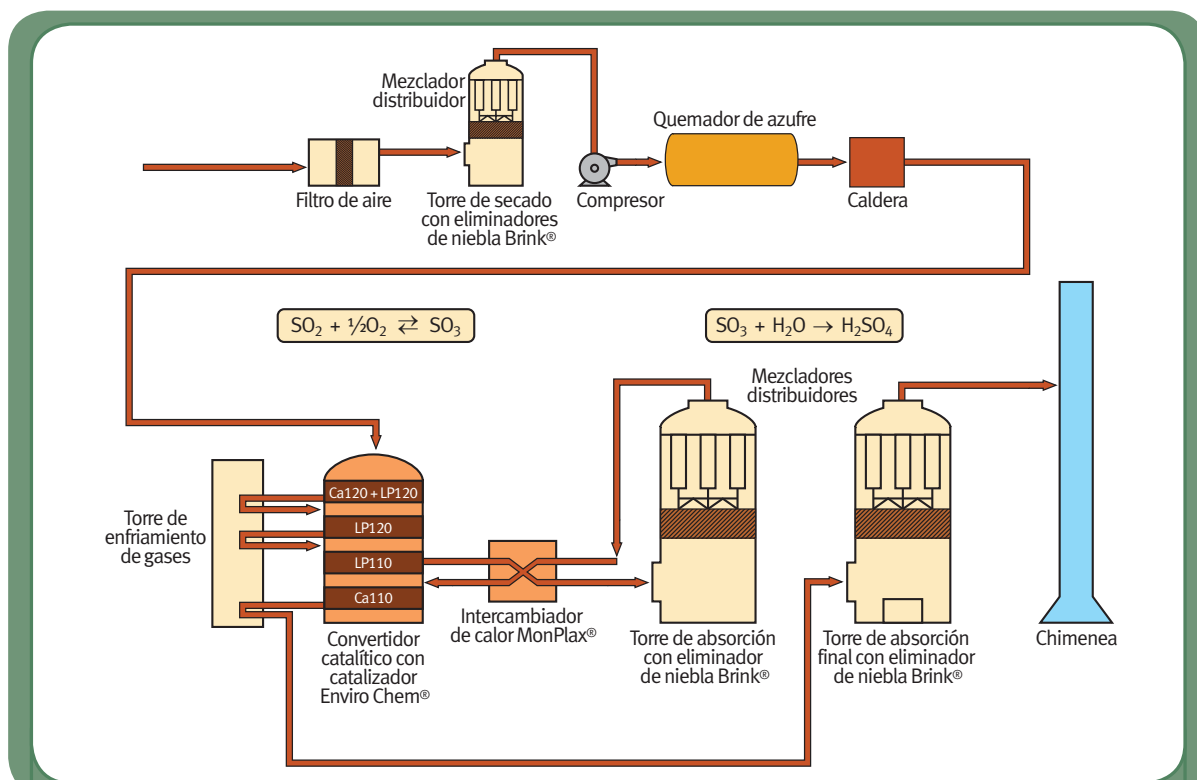 Mezclador
distribuidor
Quemador de azufre
Filtro de aire
Torre de secado
con eliminadores
de niebla Brink®
Compresor
Caldera
SO₂ + ½O₂ ⇄ SO₃
SO₃ + H₂O → H₂SO₄
Mezcladores
distribuidores
Torre de
enfriamiento
de gases
Ca120 + LP120
LP120
LP110
Ca110
Convertidor
catalítico con
catalizador
Enviro Chem®
Intercambiador
de calor MonPlax®
Torre de absorción
con eliminador
de niebla Brink®
Torre de absorción
final con eliminador
de niebla Brink®
Chimenea